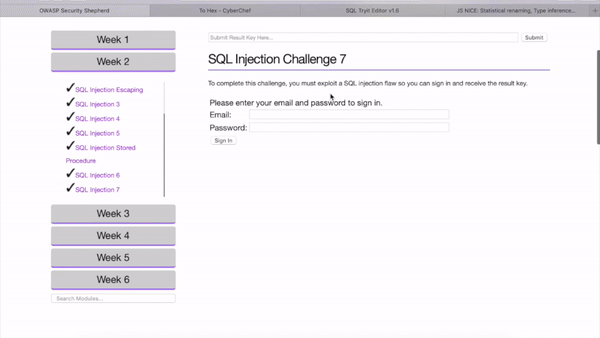 OWASP Security Shepherd
To Hex - CyberChef
SQL Tryit Editor v1.6
JS NICE: Statistical renaming, Type inference...
Week 1
Week 2
SQL Injection Escaping
SQL Injection 3
SQL Injection 4
SQL Injection 5
SQL Injection Stored
Procedure
SQL Injection 6
SQL Injection 7
Week 3
Week 4
Week 5
Week 6
Search Modules...
Submit Result Key Here...
Submit
SQL Injection Challenge 7
To complete this challenge, you must exploit a SQL injection flaw so you can sign in and receive the result key.
Please enter your email and password to sign in.
Email:
Password:
Sign In